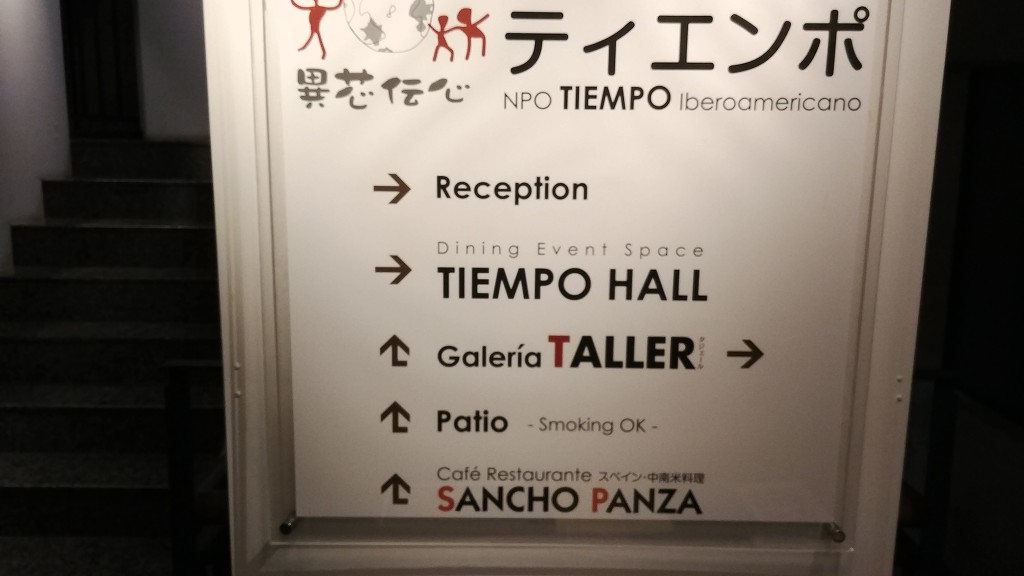 ティエンポ
異芯伝心
NPO TIEMPO Iberoamericano
Reception
Dining Event Space
TIEMPO HALL
Galería TALLER
Patio - Smoking OK -
Café Restaurante スペイン・中南米料理
SANCHO PANZA